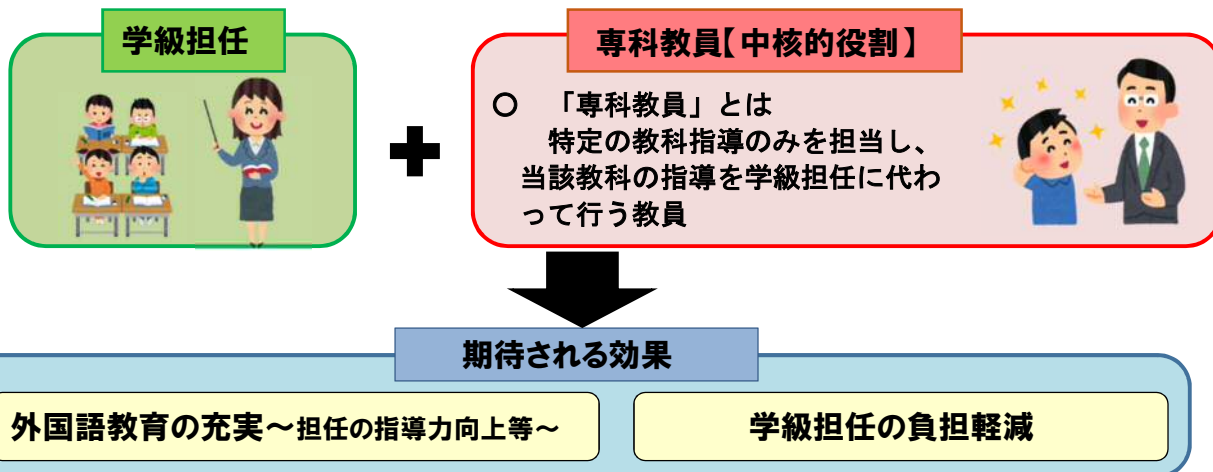 学級担任
専科教員【中核的役割】
○　「専科教員」とは
特定の教科指導のみを担当し、
当該教科の指導を学級担任に代わ
って行う教員
期待される効果
外国語教育の充実～担任の指導力向上等～
学級担任の負担軽減